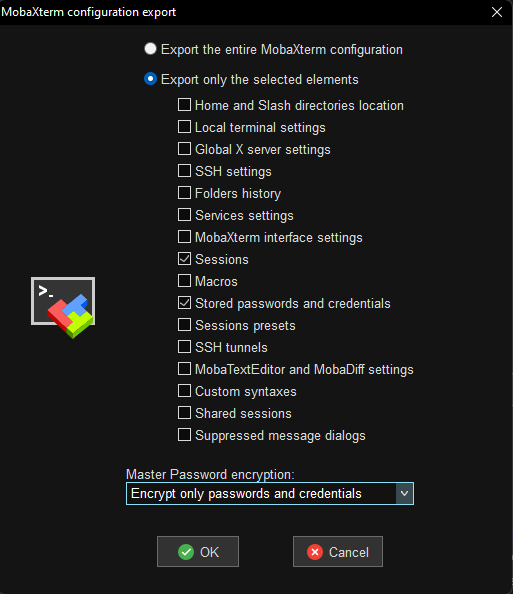 MobaXterm configuration export
Export the entire MobaXterm configuration
Export only the selected elements
Home and Slash directories location
Local terminal settings
Global X server settings
SSH settings
Folders history
Services settings
MobaXterm interface settings
Sessions
Macros
Stored passwords and credentials
Sessions presets
SSH tunnels
MobaTextEditor and MobaDiff settings
Custom syntaxes
Shared sessions
Suppressed message dialogs
Master Password encryption:
Encrypt only passwords and credentials
OK
Cancel